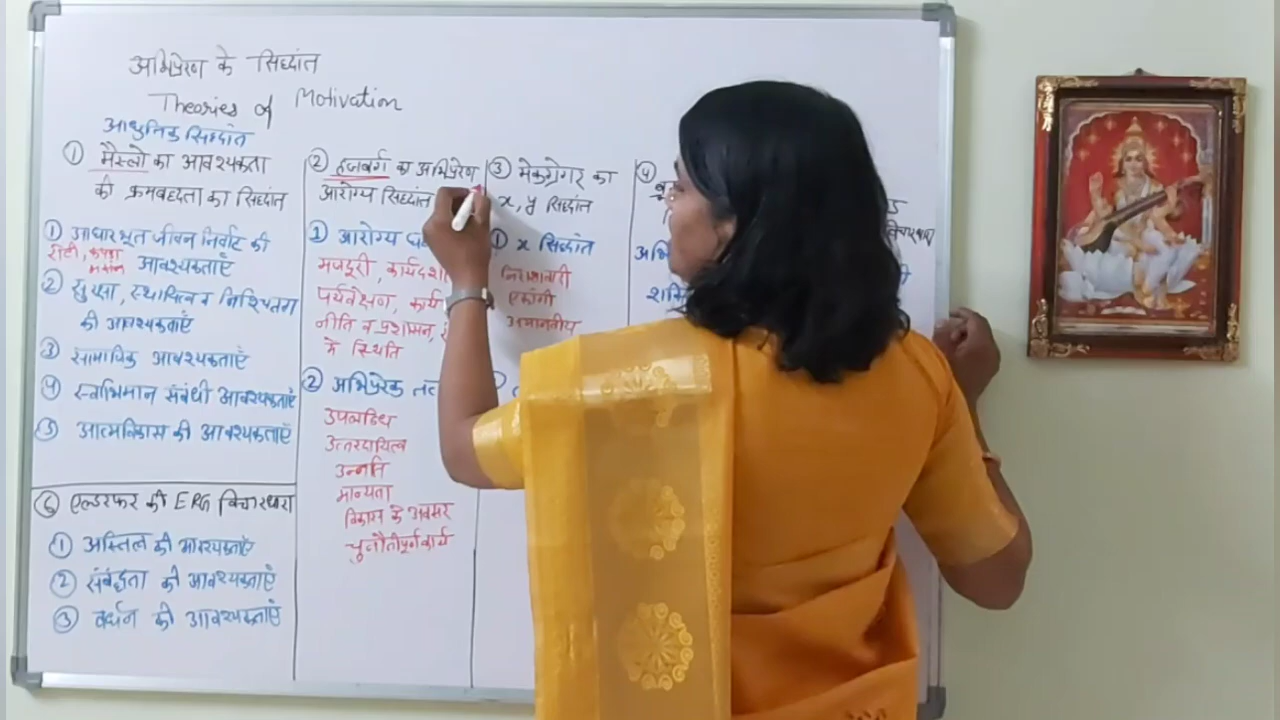 अभिप्रेरण के सिद्धांत
Theories of Motivation
आधुनिक सिद्धांत
① मैस्लो का आवश्यकता
की क्रमबद्धता का सिद्धांत
① आधारभूत जीवन निर्वाह की
रोटी, कपड़ा
मकान आवश्यकताएँ
② सुरक्षा, स्थायित्व व निश्चितता
की आवश्यकताएँ
③ सामाजिक आवश्यकताएँ
④ स्वाभिमान संबंधी आवश्यकताएँ
⑤ आत्मविकास की आवश्यकताएँ
⑥ एल्डरफर की ERG विचारधारा
① अस्तित्व की आवश्यकताएँ
② संबंद्धता की आवश्यकताएँ
③ वर्धन की आवश्यकताएँ
② हर्जबर्ग का अभिप्रेरण
आरोग्य सिद्धांत
① आरोग्य
मजदूरी, कार्यदशा
पर्यवेक्षण, कार्य
नीति व प्रशासन,
में स्थिति
② अभिप्रेरक
उपलब्धि
उत्तरदायित्व
उन्नति
मान्यता
विकास के अवसर
चुनौतीपूर्ण कार्य
③ मेकग्रेगर का
x, y सिद्धांत
① x सिद्धांत
निराशावादी
एकांगी
अमानवीय
④